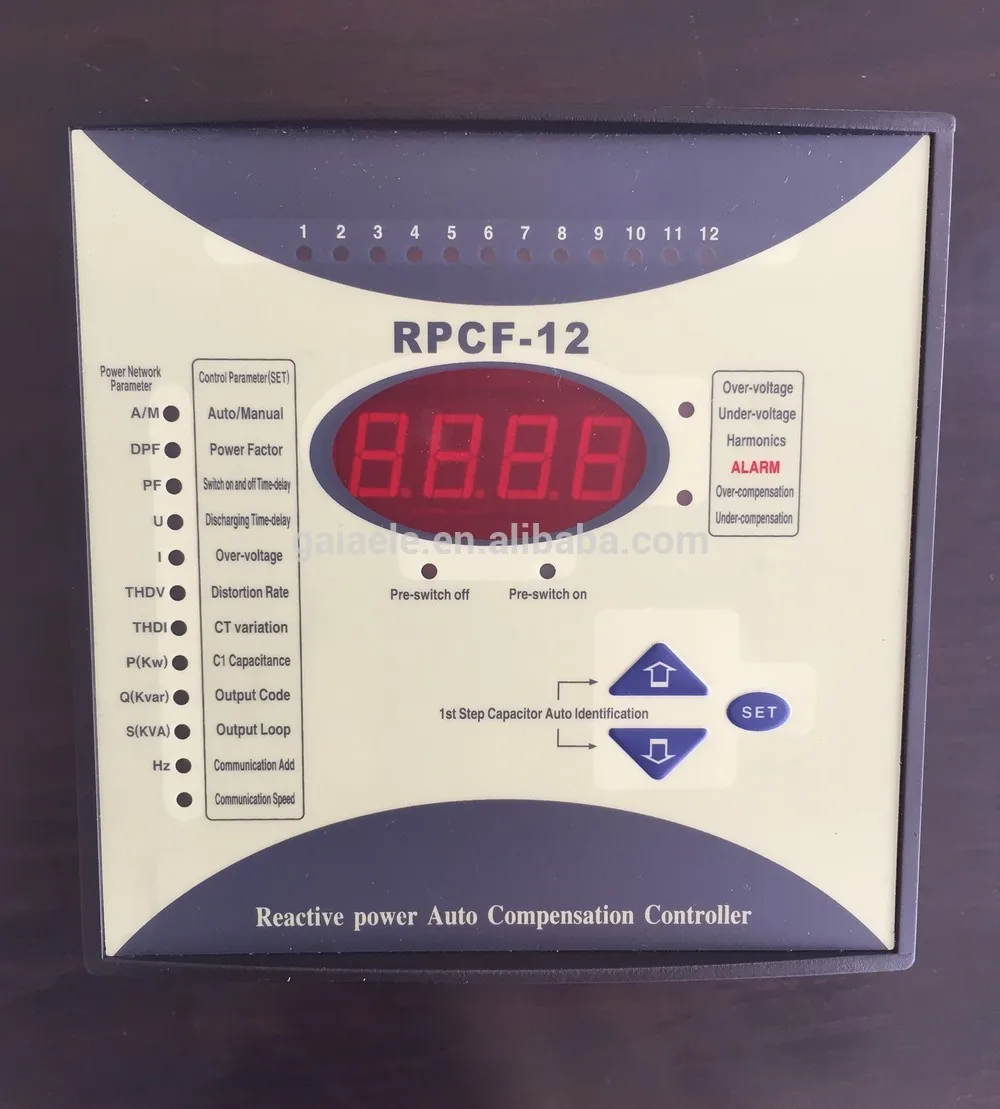 1 2 3 4 5 6 7 8 9 10 11 12
RPCF-12
Power Network
Parameter
Control Parameter(SET)
A/M Auto/Manual
DPF Power Factor
PF Switch on and off Time-delay
U Discharging Time-delay
I Over-voltage
THDV Distortion Rate
THDI CT variation
P(Kw) C1 Capacitance
Q(Kvar) Output Code
S(KVA) Output Loop
Hz Communication Add
Communication Speed
8.8.8.8
Over-voltage
Under-voltage
Harmonics
ALARM
Over-compensation
Under-compensation
gaiaele.en.alibaba.com
Pre-switch off Pre-switch on
1st Step Capacitor Auto Identification
SET
Reactive power Auto Compensation Controller